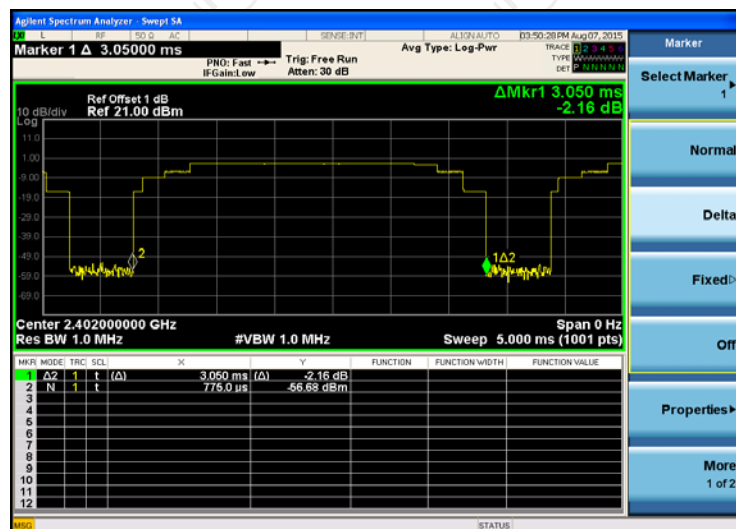 Agilent Spectrum Analyzer - Swept SA
L RF 50 Ω AC SENSE:INT ALIGNAUTO 03:50:28 PM Aug 07, 2015
Marker 1 Δ 3.05000 ms
PNO: Fast
IFGain:Low
Trig: Free Run
Atten: 30 dB
Avg Type: Log-Pwr
TRACE 1 2 3 4 5 6
TYPE
DET P N N N N N
ΔMkr1 3.050 ms
-2.16 dB
Ref Offset 1 dB
10 dB/div Ref 21.00 dBm
Log
11.0
1.00
-9.00
-19.0
-29.0
-39.0
-49.0
-59.0
-69.0
2
1Δ2
Center 2.402000000 GHz Span 0 Hz
Res BW 1.0 MHz #VBW 1.0 MHz Sweep 5.000 ms (1001 pts)
MKR MODE TRC SCL X Y FUNCTION FUNCTION WIDTH FUNCTION VALUE
1 Δ2 1 t (Δ) 3.050 ms (Δ) -2.16 dB
2 N 1 t 775.0 µs -56.68 dBm
3
4
5
6
7
8
9
10
11
12
MSG STATUS
Marker
Select Marker
1
Normal
Delta
Fixed
Off
Properties
More
1 of 2